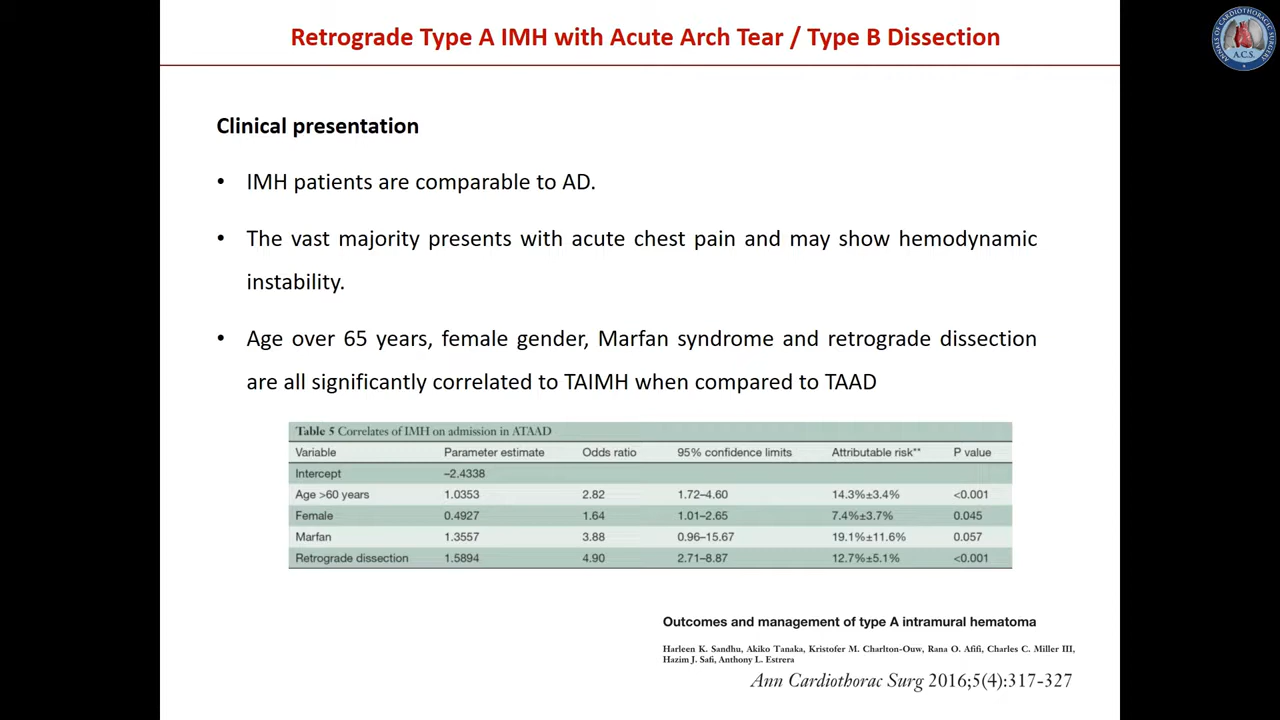 Retrograde Type A IMH with Acute Arch Tear / Type B Dissection
ANNALS OF CARDIOTHORACIC SURGERY
A.C.S.
Clinical presentation
• IMH patients are comparable to AD.
• The vast majority presents with acute chest pain and may show hemodynamic
instability.
• Age over 65 years, female gender, Marfan syndrome and retrograde dissection
are all significantly correlated to TAIMH when compared to TAAD
Table 5 Correlates of IMH on admission in ATAAD
Variable Parameter estimate Odds ratio 95% confidence limits Attributable risk** P value
Intercept –2.4338
Age >60 years 1.0353 2.82 1.72–4.60 14.3%±3.4% <0.001
Female 0.4927 1.64 1.01–2.65 7.4%±3.7% 0.045
Marfan 1.3557 3.88 0.96–15.67 19.1%±11.6% 0.057
Retrograde dissection 1.5894 4.90 2.71–8.87 12.7%±5.1% <0.001
Outcomes and management of type A intramural hematoma
Harleen K. Sandhu, Akiko Tanaka, Kristofer M. Charlton-Ouw, Rana O. Afifi, Charles C. Miller III,
Hazim J. Safi, Anthony L. Estrera
Ann Cardiothorac Surg 2016;5(4):317-327